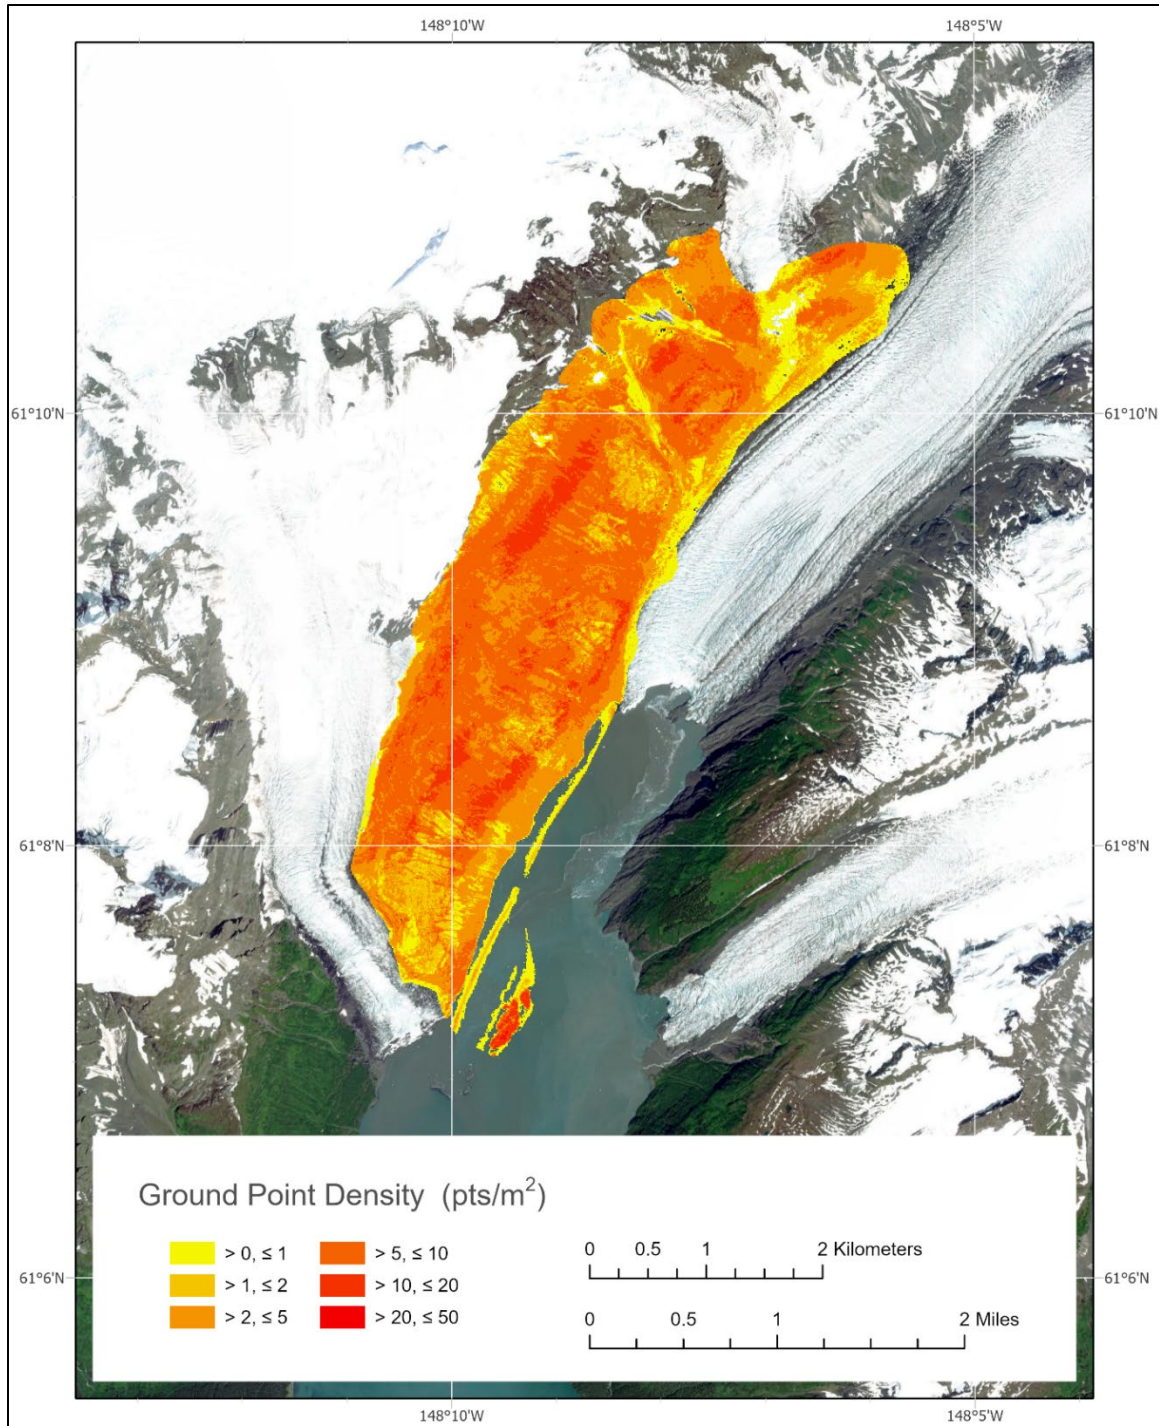 148°10'W 148°5'W
61°10'N 61°10'N
61°8'N 61°8'N
Ground Point Density (pts/m²)
> 0, ≤ 1 > 5, ≤ 10
> 1, ≤ 2 > 10, ≤ 20
> 2, ≤ 5 > 20, ≤ 50
0 0.5 1 2 Kilometers
0 0.5 1 2 Miles
61°6'N 61°6'N
148°10'W 148°5'W